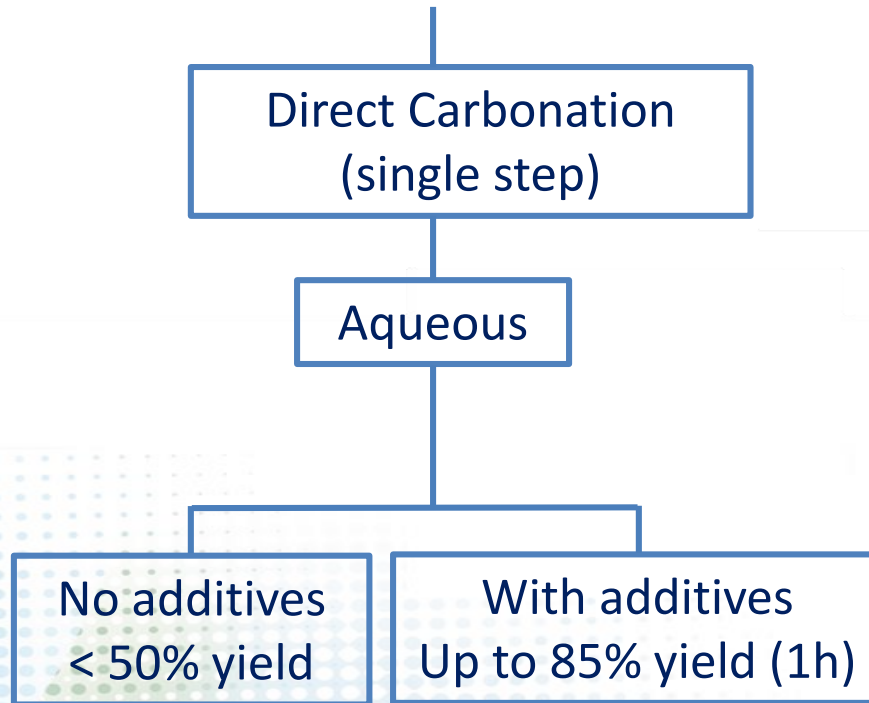 Direct Carbonation
(single step)
Aqueous
No additives
< 50% yield
With additives
Up to 85% yield (1h)